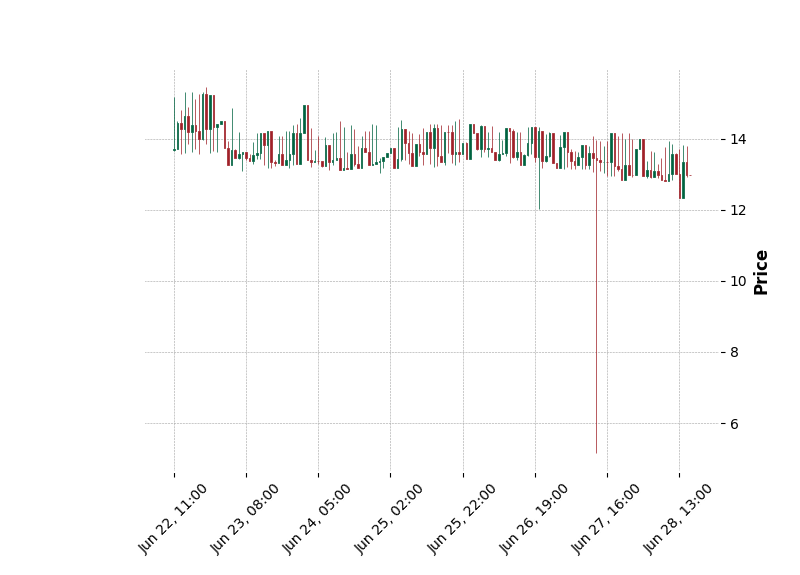 14
12
10
8
6
Price
Jun 22, 11:00
Jun 23, 08:00
Jun 24, 05:00
Jun 25, 02:00
Jun 25, 22:00
Jun 26, 19:00
Jun 27, 16:00
Jun 28, 13:00